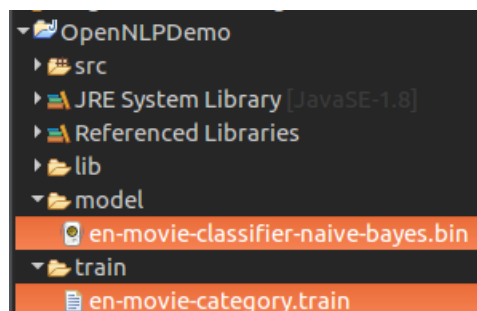 OpenNLPDemo
src
JRE System Library [JavaSE-1.8]
Referenced Libraries
lib
model
en-movie-classifier-naive-bayes.bin
train
en-movie-category.train